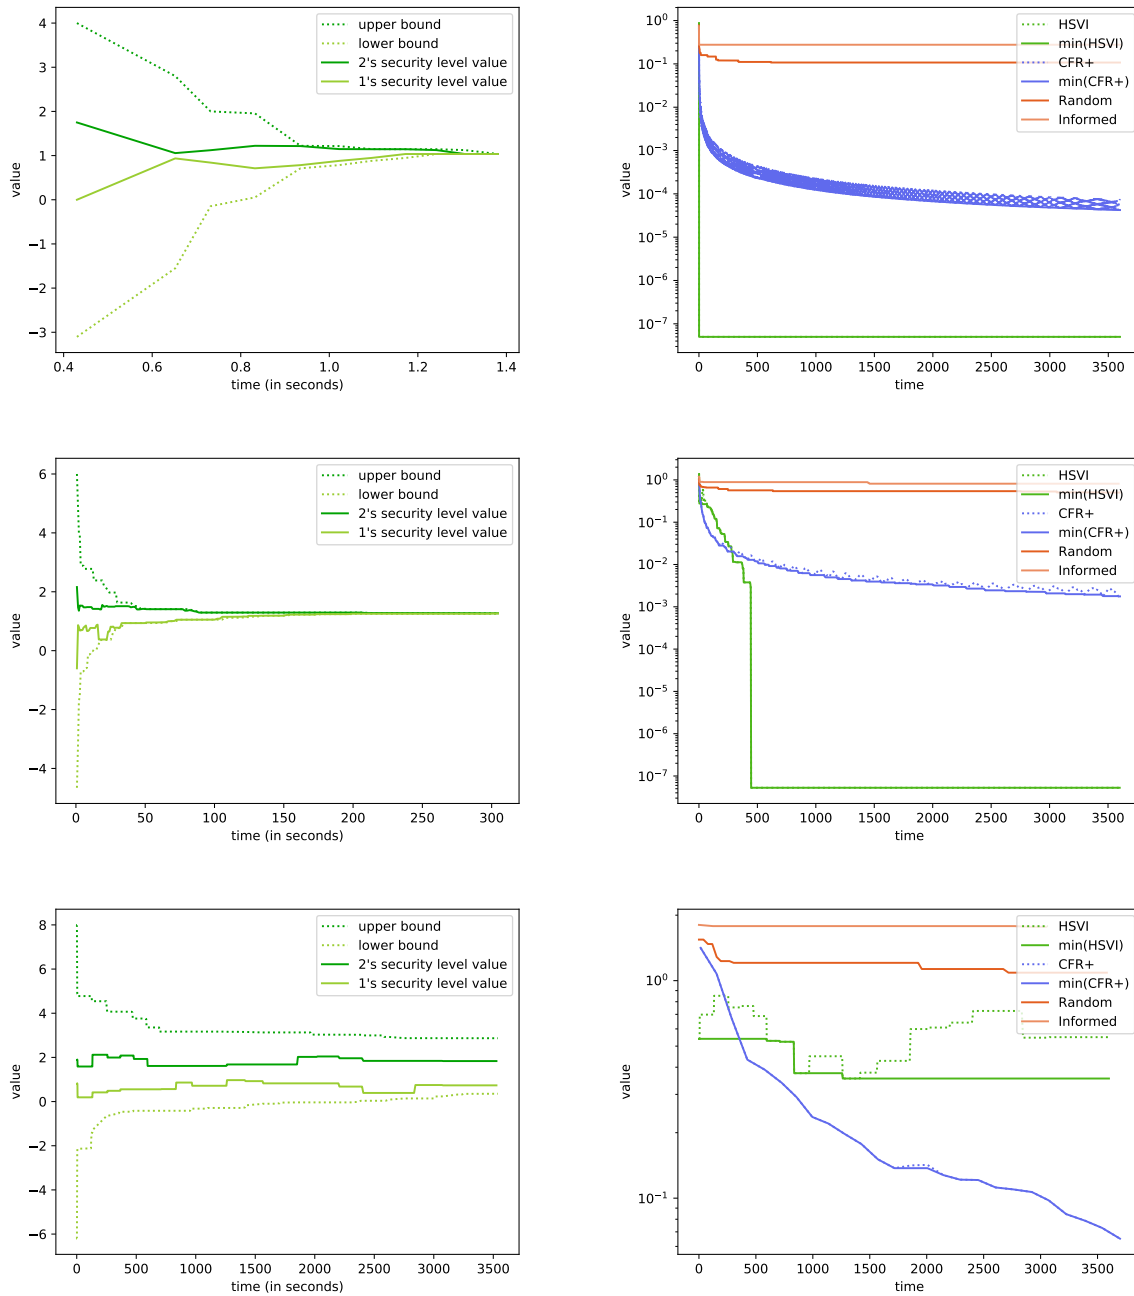 4
3
2
1
0
−1
−2
−3
value
0.4 0.6 0.8 1.0 1.2 1.4
time (in seconds)
upper bound
lower bound
2's security level value
1's security level value
10^0
10^−1
10^−2
10^−3
10^−4
10^−5
10^−6
10^−7
value
0 500 1000 1500 2000 2500 3000 3500
time
HSVI
min(HSVI)
CFR+
min(CFR+)
Random
Informed
6
4
2
0
−2
−4
value
0 50 100 150 200 250 300
time (in seconds)
upper bound
lower bound
2's security level value
1's security level value
10^0
10^−1
10^−2
10^−3
10^−4
10^−5
10^−6
10^−7
value
0 500 1000 1500 2000 2500 3000 3500
time
HSVI
min(HSVI)
CFR+
min(CFR+)
Random
Informed
8
6
4
2
0
−2
−4
−6
value
0 500 1000 1500 2000 2500 3000 3500
time (in seconds)
upper bound
lower bound
2's security level value
1's security level value
10^0
10^−1
value
0 500 1000 1500 2000 2500 3000 3500
time
HSVI
min(HSVI)
CFR+
min(CFR+)
Random
Informed